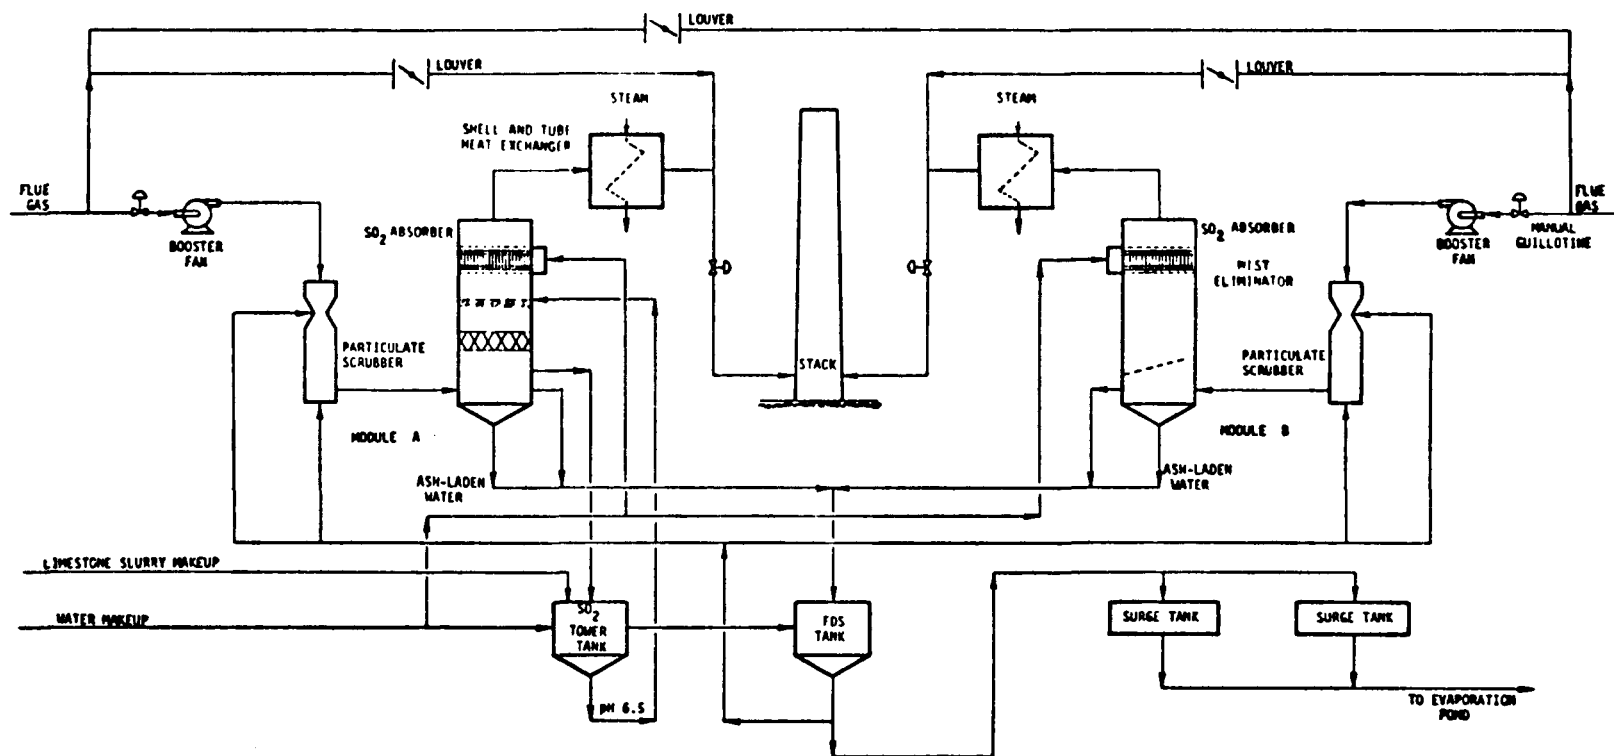 LOUVER
LOUVER
LOUVER
STEAM
STEAM
SHELL AND TUBE
HEAT EXCHANGER
FLUE
GAS
FLUE
GAS
SO2 ABSORBER
SO2 ABSORBER
BOOSTER
FAN
BOOSTER
FAN
MANUAL
GUILLOTINE
MIST
ELIMINATOR
PARTICULATE
SCRUBBER
STACK
PARTICULATE
SCRUBBER
MODULE A
MODULE B
ASH-LADEN
WATER
ASH-LADEN
WATER
LIMESTONE SLURRY MAKEUP
WATER MAKEUP
SO2
TOWER
TANK
FDS
TANK
SURGE TANK
SURGE TANK
pH 6.5
TO EVAPORATION
POND